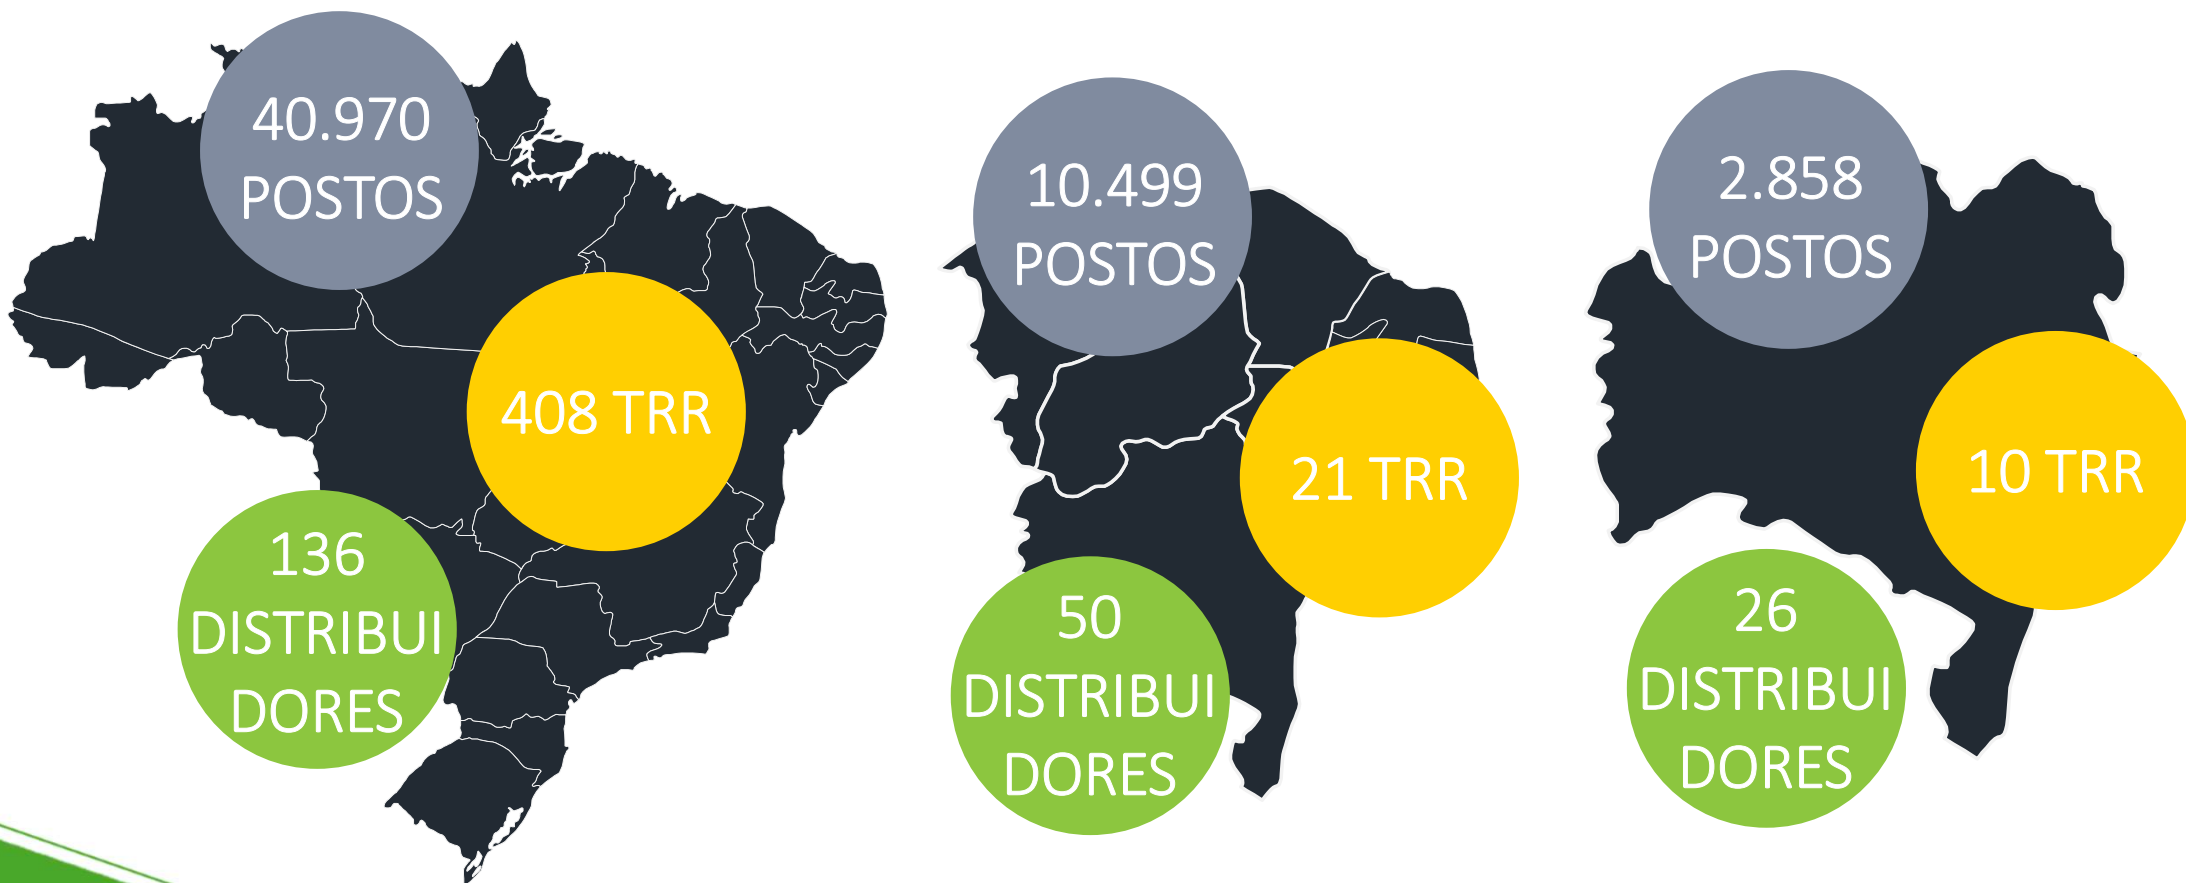 40.970
POSTOS
408 TRR
136
DISTRIBUI
DORES
10.499
POSTOS
21 TRR
50
DISTRIBUI
DORES
2.858
POSTOS
10 TRR
26
DISTRIBUI
DORES